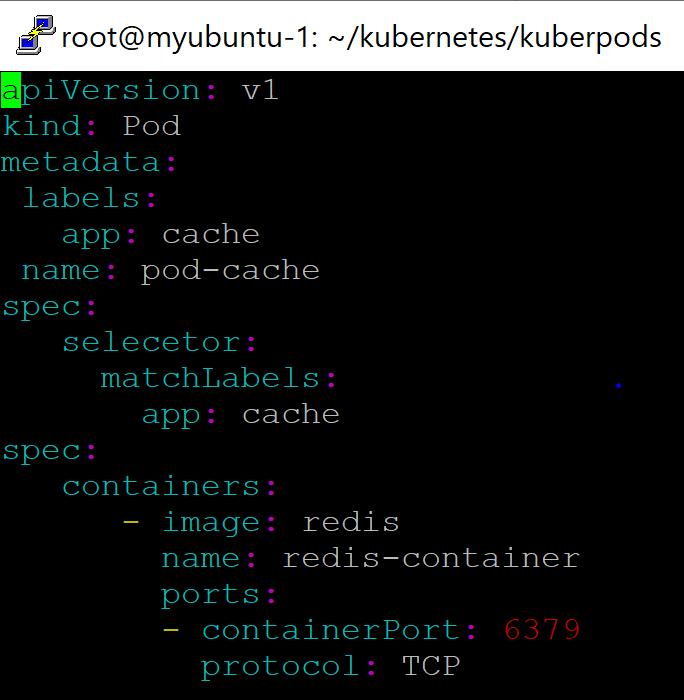 root@myubuntu-1: ~/kubernetes/kuberpods
apiVersion: v1
kind: Pod
metadata:
 labels:
   app: cache
 name: pod-cache
spec:
   selecetor:
     matchLabels:
       app: cache
spec:
   containers:
      - image: redis
        name: redis-container
        ports:
        - containerPort: 6379
          protocol: TCP